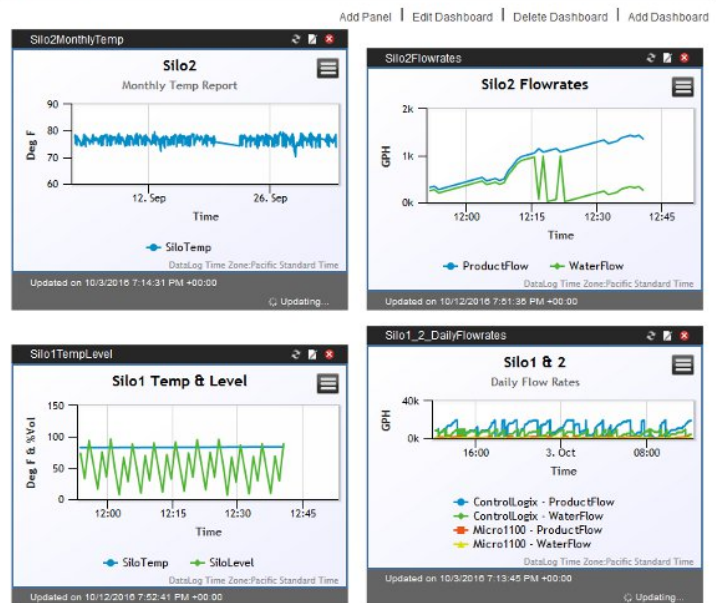 Add Panel | Edit Dashboard | Delete Dashboard | Add Dashboard
Silo2MonthlyTemp
Silo2
Monthly Temp Report
Deg F
90
80
70
60
12. Sep
26. Sep
Time
SiloTemp
DataLog Time Zone:Pacific Standard Time
Updated on 10/3/2016 7:14:31 PM +00:00
Updating...
Silo2Flowrates
Silo2 Flowrates
GPH
2k
1k
0k
12:00
12:15
12:30
12:45
Time
ProductFlow
WaterFlow
DataLog Time Zone:Pacific Standard Time
Updated on 10/12/2016 7:51:35 PM +00:00
Silo1TempLevel
Silo1 Temp & Level
Deg F & %Vol
150
100
50
0
12:00
12:15
12:30
12:45
Time
SiloTemp
SiloLevel
DataLog Time Zone:Pacific Standard Time
Updated on 10/12/2016 7:52:41 PM +00:00
Silo1_2_DailyFlowrates
Silo1 & 2
Daily Flow Rates
GPH
40k
0k
16:00
3. Oct
08:00
Time
ControlLogix - ProductFlow
ControlLogix - WaterFlow
Micro1100 - ProductFlow
Micro1100 - WaterFlow
DataLog Time Zone:Pacific Standard Time
Updated on 10/3/2016 7:13:45 PM +00:00
Updating...